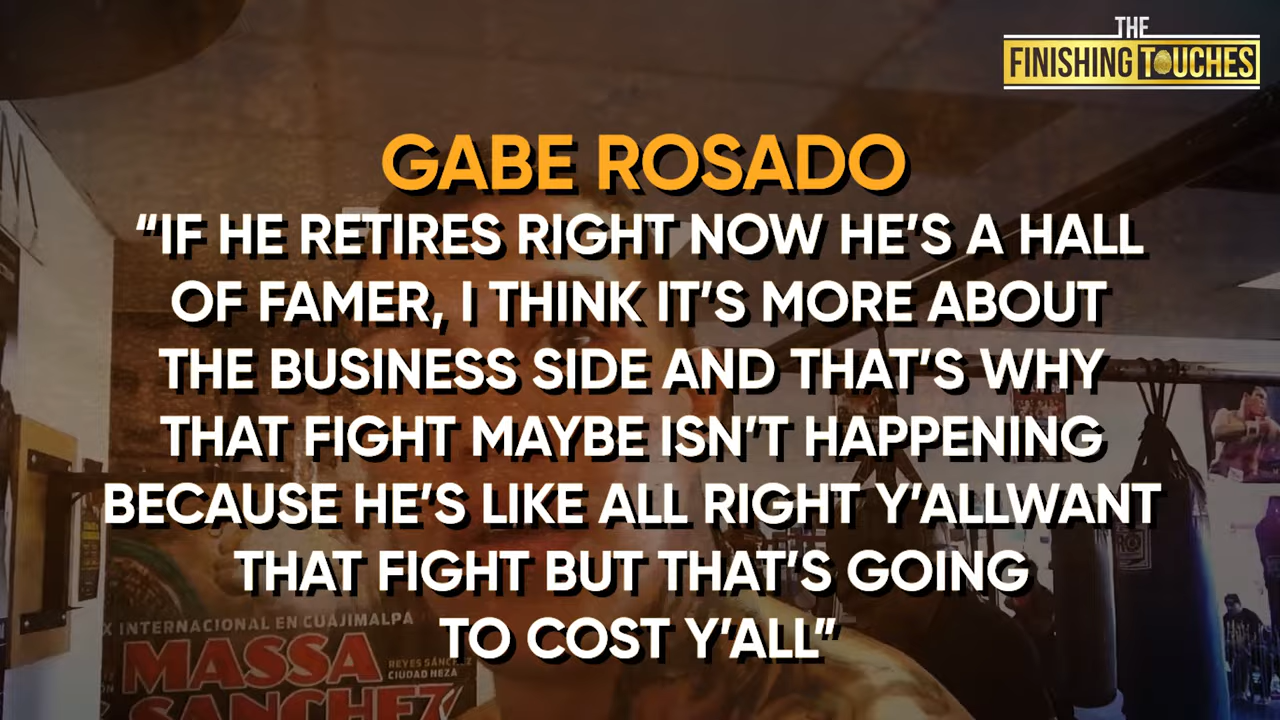 THE
FINISHING TOUCHES
GABE ROSADO
“IF HE RETIRES RIGHT NOW HE’S A HALL
OF FAMER, I THINK IT’S MORE ABOUT
THE BUSINESS SIDE AND THAT’S WHY
THAT FIGHT MAYBE ISN’T HAPPENING
BECAUSE HE’S LIKE ALL RIGHT Y’ALLWANT
THAT FIGHT BUT THAT’S GOING
TO COST Y’ALL”
X INTERNACIONAL EN CUAJIMALPA
MASSA
REYES SÁNCHEZ
CIUDAD NEZA
SANCHEZ